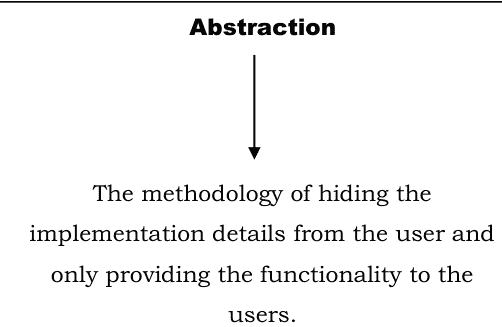 Abstraction
The methodology of hiding the
implementation details from the user and
only providing the functionality to the
users.